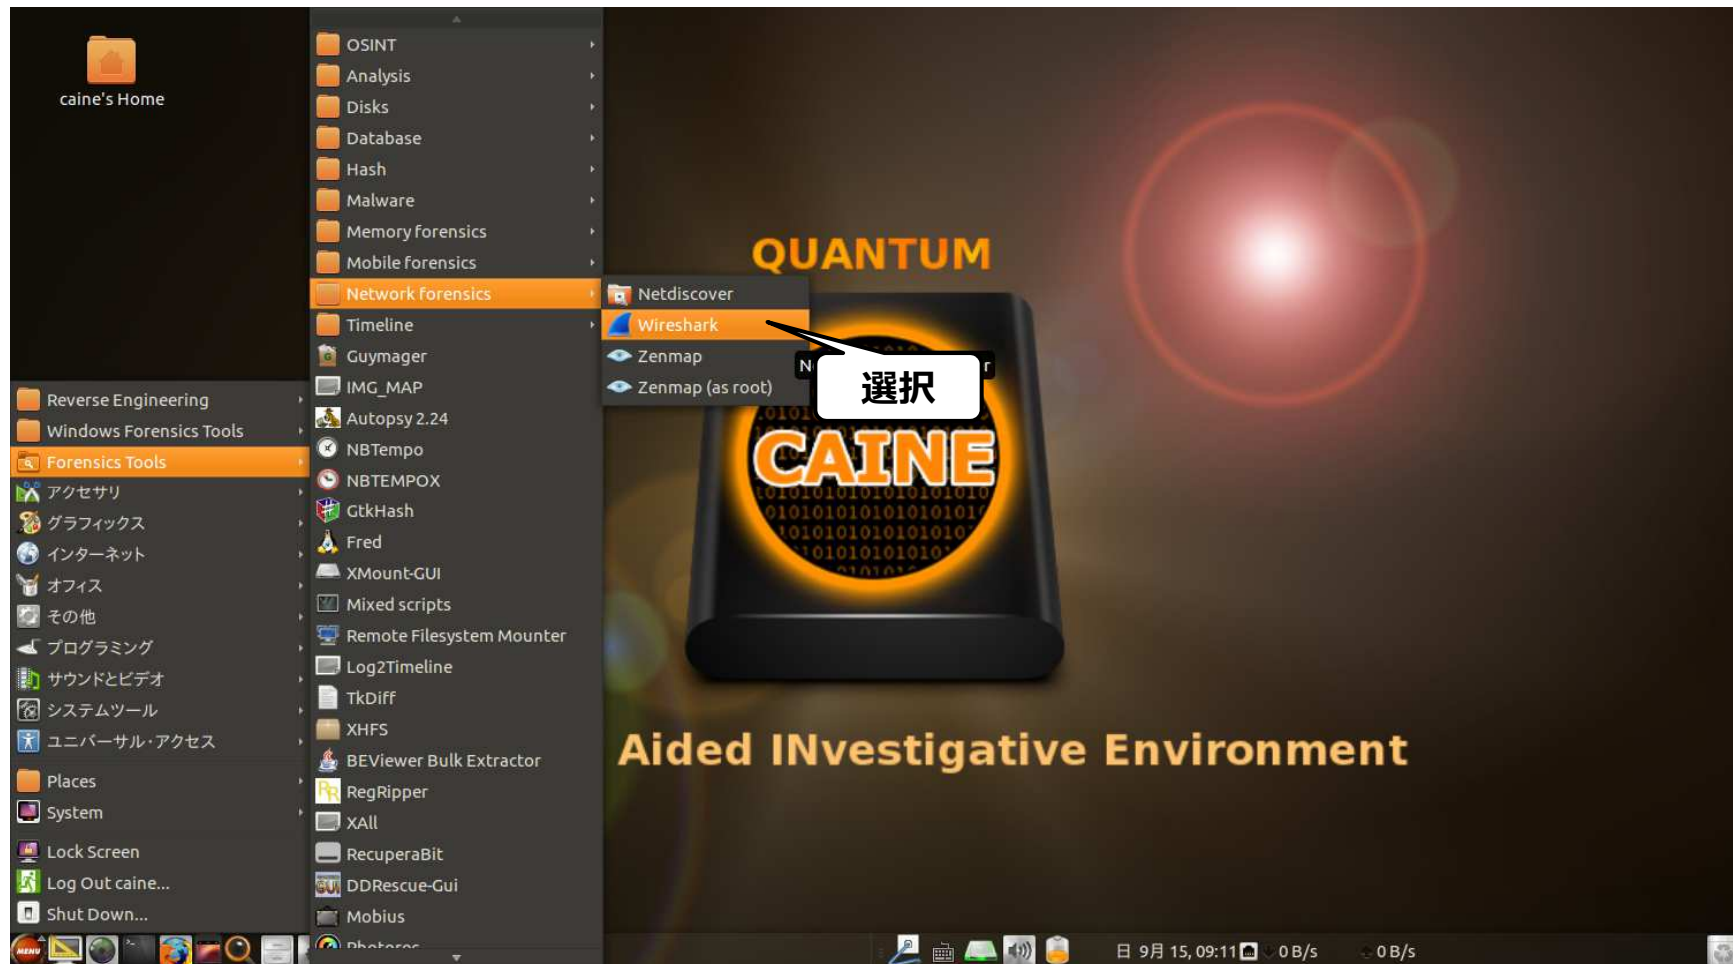 caine's Home
OSINT
Analysis
Disks
Database
Hash
Malware
Memory forensics
Mobile forensics
Network forensics
Timeline
Guymager
IMG_MAP
Autopsy 2.24
NBTempo
NBTEMPOX
GtkHash
Fred
XMount-GUI
Mixed scripts
Remote Filesystem Mounter
Log2Timeline
TkDiff
XHFS
BEViewer Bulk Extractor
RegRipper
XAll
RecuperaBit
DDRescue-Gui
Mobius
Netdiscover
Wireshark
Zenmap
Zenmap (as root)
選択
Reverse Engineering
Windows Forensics Tools
Forensics Tools
アクセサリ
グラフィックス
インターネット
オフィス
その他
プログラミング
サウンドとビデオ
システムツール
ユニバーサル・アクセス
Places
System
Lock Screen
Log Out caine...
Shut Down...
QUANTUM
CAINE
Aided INvestigative Environment
MENU
日 9月 15, 09:11
0 B/s
0 B/s